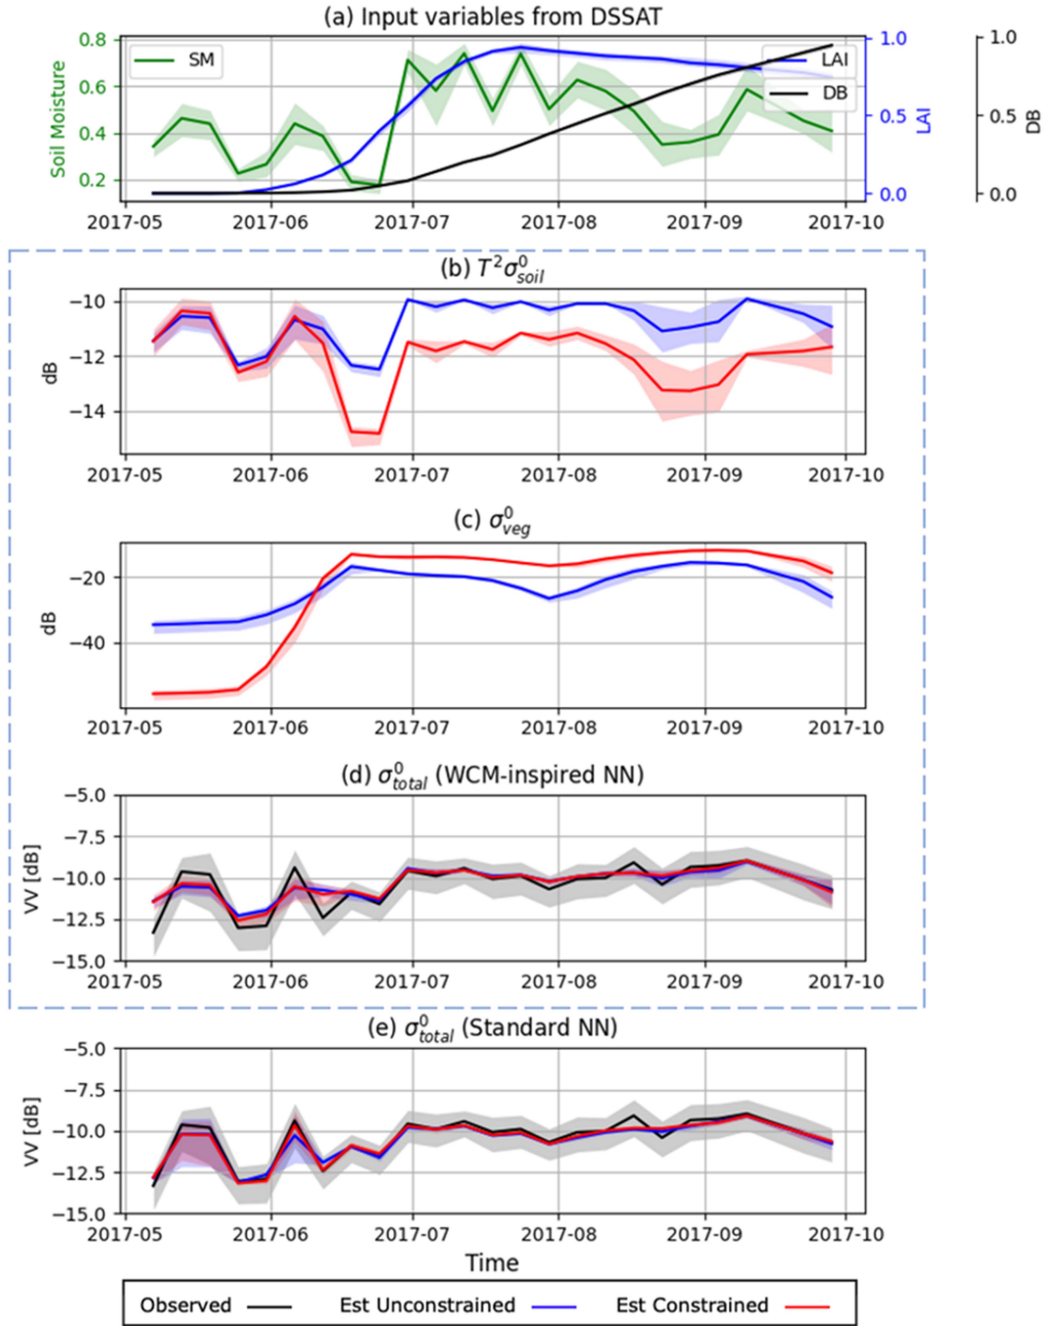 (a) Input variables from DSSAT
Soil Moisture
0.8
0.6
0.4
0.2
SM
LAI
DB
1.0
0.5
0.0
LAI
1.0
0.5
0.0
DB
2017-05 2017-06 2017-07 2017-08 2017-09 2017-10
(b) T²σ⁰soil
dB
−10
−12
−14
2017-05 2017-06 2017-07 2017-08 2017-09 2017-10
(c) σ⁰veg
dB
−20
−40
2017-05 2017-06 2017-07 2017-08 2017-09 2017-10
(d) σ⁰total (WCM-inspired NN)
VV [dB]
−5.0
−7.5
−10.0
−12.5
−15.0
2017-05 2017-06 2017-07 2017-08 2017-09 2017-10
(e) σ⁰total (Standard NN)
VV [dB]
−5.0
−7.5
−10.0
−12.5
−15.0
2017-05 2017-06 2017-07 2017-08 2017-09 2017-10
Time
Observed Est Unconstrained Est Constrained